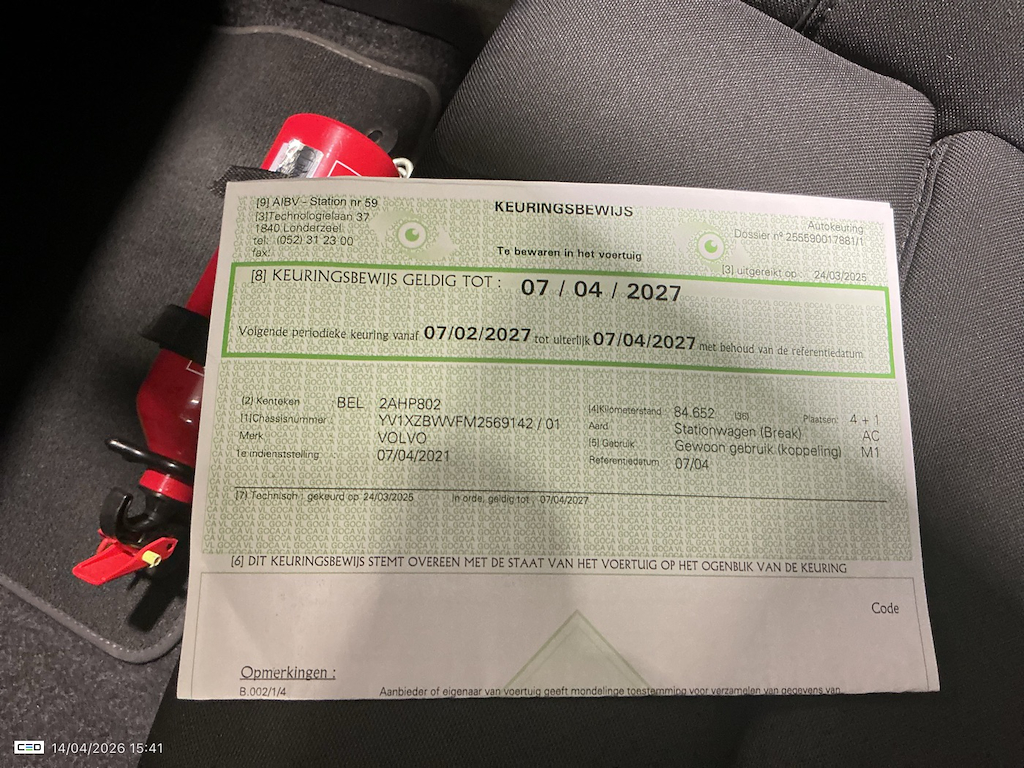 [9] AIBV - Station nr 59
[3]Technologielaan 37
1840 Londerzeel
tel: (052) 31 23 00
fax:
KEURINGSBEWIJS
Te bewaren in het voertuig
Autokeuring
Dossier nº 255590017881/1
[3] uitgereikt op : 24/03/2025
[8] KEURINGSBEWIJS GELDIG TOT : 07 / 04 / 2027
Volgende periodieke keuring vanaf 07/02/2027 tot uiterlijk 07/04/2027 met behoud van de referentiedatum
[2] Kenteken BEL 2AHP802
[1]Chassisnummer YV1XZBWVFM2569142 / 01
Merk VOLVO
1e indienststelling 07/04/2021
[4]Kilometerstand 84.652 (36) Plaatsen: 4 + 1
Aard Stationwagen (Break) AC
[5] Gebruik Gewoon gebruik (koppeling) M1
Referentiedatum 07/04
[7] Technisch : gekeurd op 24/03/2025 In orde, geldig tot : 07/04/2027
[6] DIT KEURINGSBEWIJS STEMT OVEREEN MET DE STAAT VAN HET VOERTUIG OP HET OGENBLIK VAN DE KEURING
Code
Opmerkingen :
B.002/1/4 Aanbieder of eigenaar van voertuig geeft mondelinge toestemming voor verzamelen van gegevens van
CEO 14/04/2026 15:41